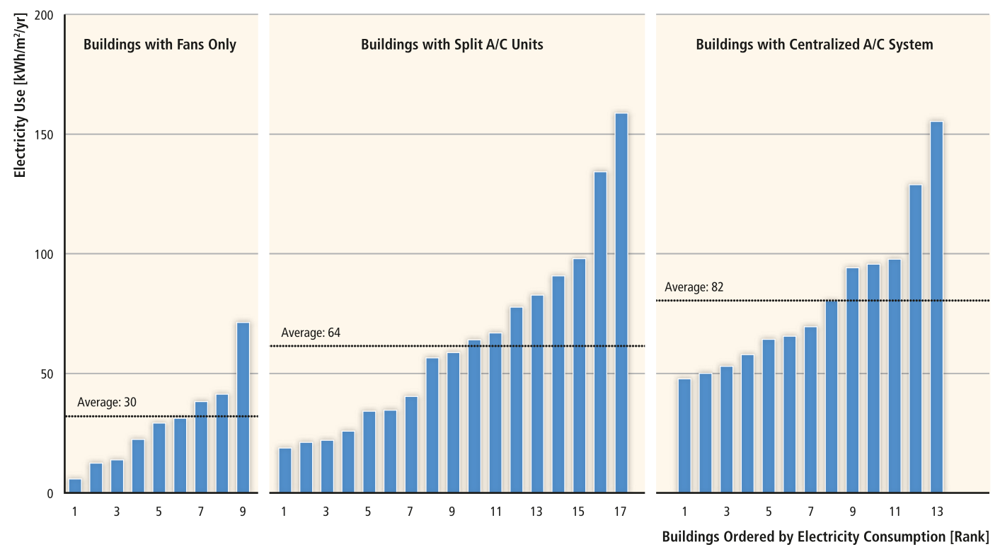 Electricity Use [kWh/m²/yr]
200
150
100
50
0
Buildings with Fans Only
Average: 30
1 3 5 7 9
Buildings with Split A/C Units
Average: 64
1 3 5 7 9 11 13 15 17
Buildings with Centralized A/C System
Average: 82
1 3 5 7 9 11 13
Buildings Ordered by Electricity Consumption [Rank]